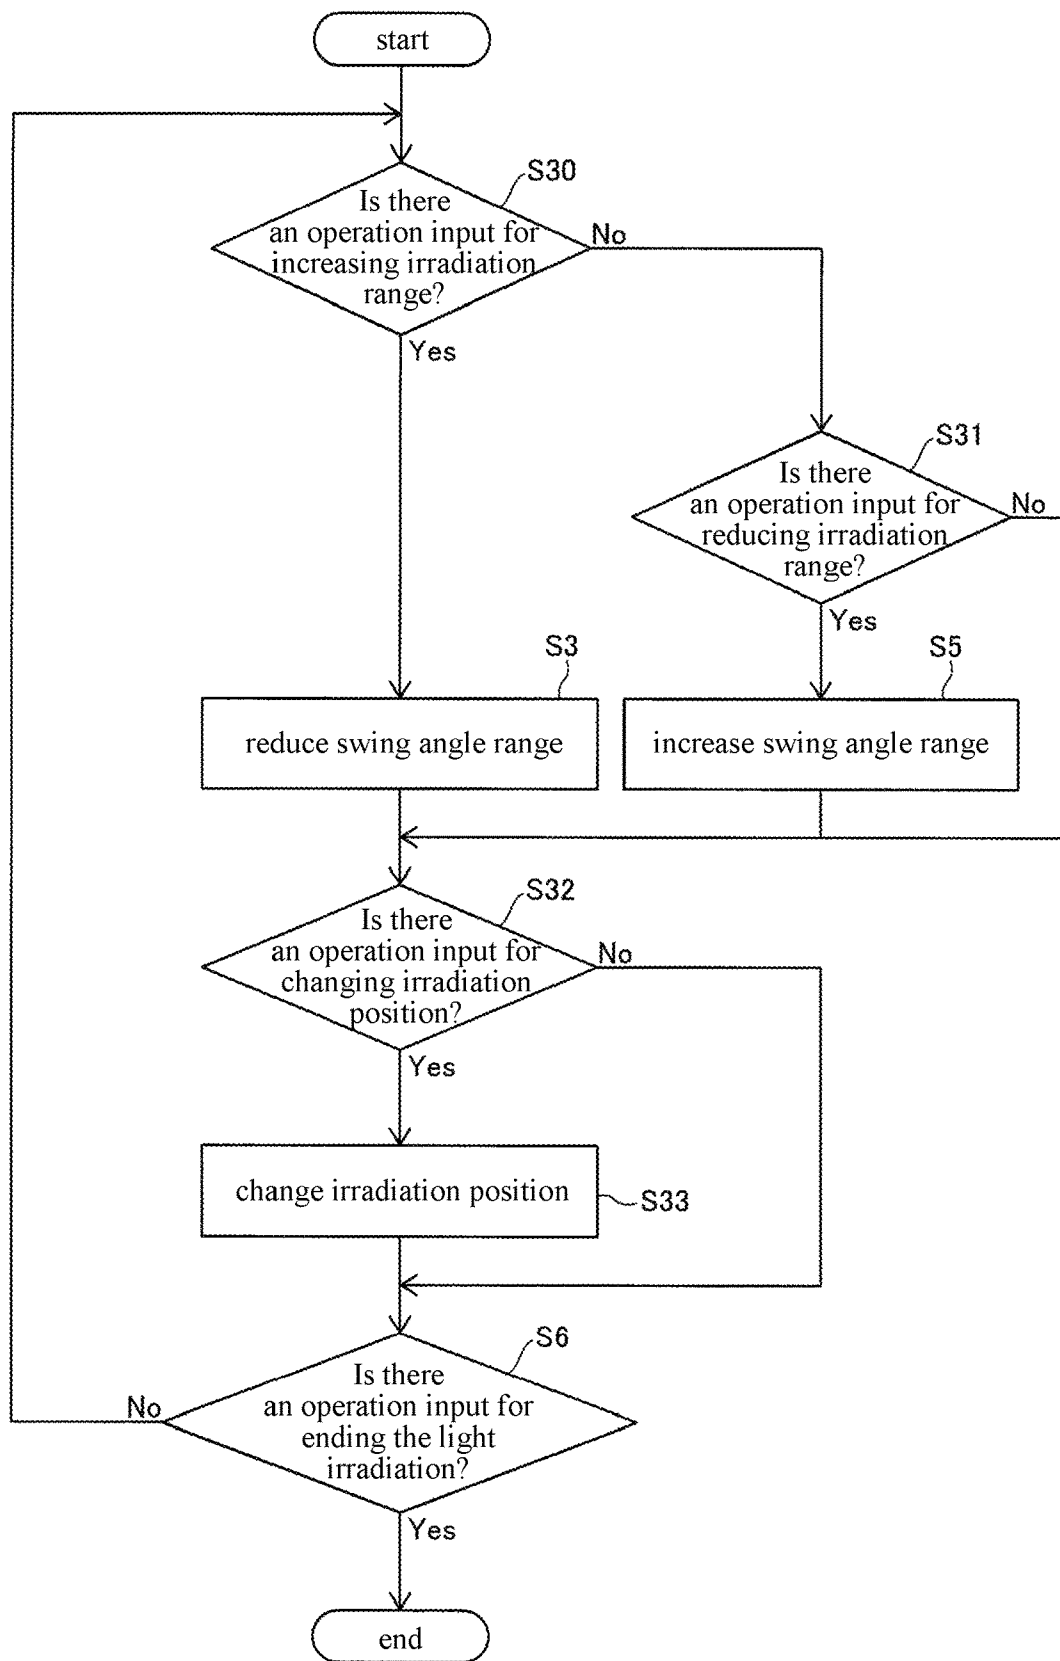 start
S30
Is there
an operation input for
increasing irradiation
range?
No
Yes
S31
Is there
an operation input for
reducing irradiation
range?
No
Yes
S3
reduce swing angle range
S5
increase swing angle range
S32
Is there
an operation input for
changing irradiation
position?
No
Yes
change irradiation position
S33
S6
Is there
an operation input for
ending the light
irradiation?
No
Yes
end